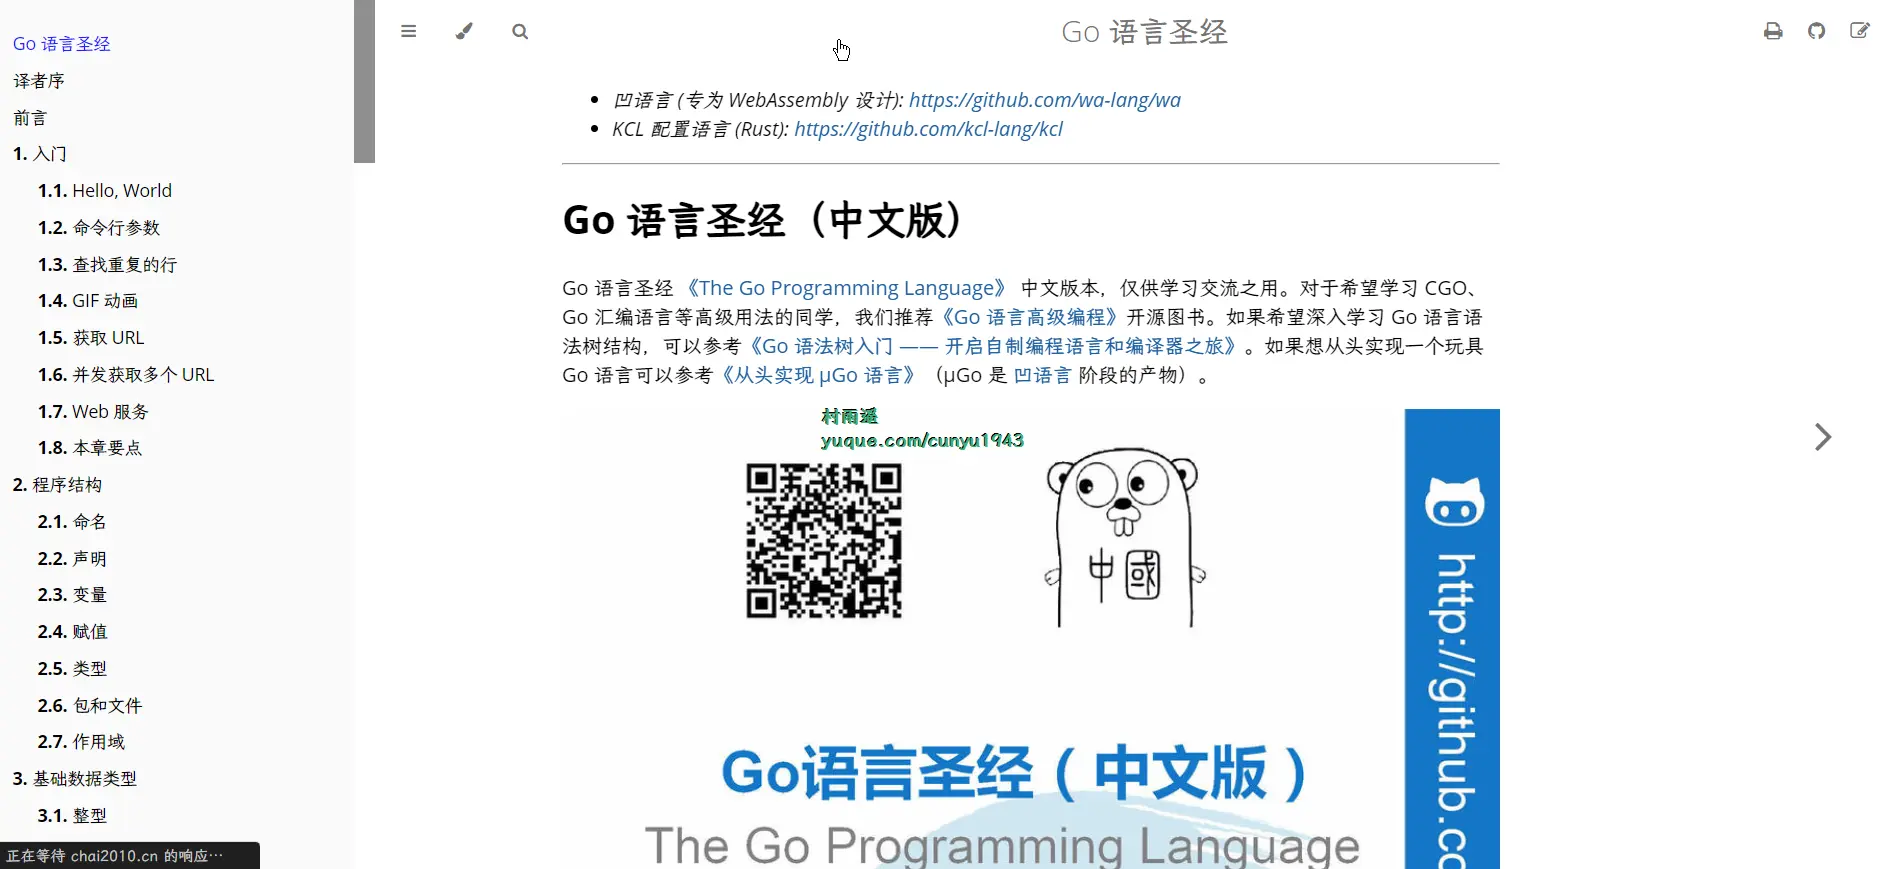 Go 语言圣经
译者序
前言
1. 入门
1.1. Hello, World
1.2. 命令行参数
1.3. 查找重复的行
1.4. GIF 动画
1.5. 获取 URL
1.6. 并发获取多个 URL
1.7. Web 服务
1.8. 本章要点
2. 程序结构
2.1. 命名
2.2. 声明
2.3. 变量
2.4. 赋值
2.5. 类型
2.6. 包和文件
2.7. 作用域
3. 基础数据类型
3.1. 整型
正在等待 chai2010.cn 的响应…
Go 语言圣经
凹语言 (专为 WebAssembly 设计): https://github.com/wa-lang/wa
KCL 配置语言 (Rust): https://github.com/kcl-lang/kcl
Go 语言圣经（中文版）
Go 语言圣经 《The Go Programming Language》 中文版本，仅供学习交流之用。对于希望学习 CGO、
Go 汇编语言等高级用法的同学，我们推荐《Go 语言高级编程》开源图书。如果希望深入学习 Go 语言语
法树结构，可以参考《Go 语法树入门 —— 开启自制编程语言和编译器之旅》。如果想从头实现一个玩具
Go 语言可以参考《从头实现 µGo 语言》（µGo 是 凹语言 阶段的产物）。
村雨遥
yuque.com/cunyu1943
中國
http://github.co
Go语言圣经（中文版）
The Go Programming Language